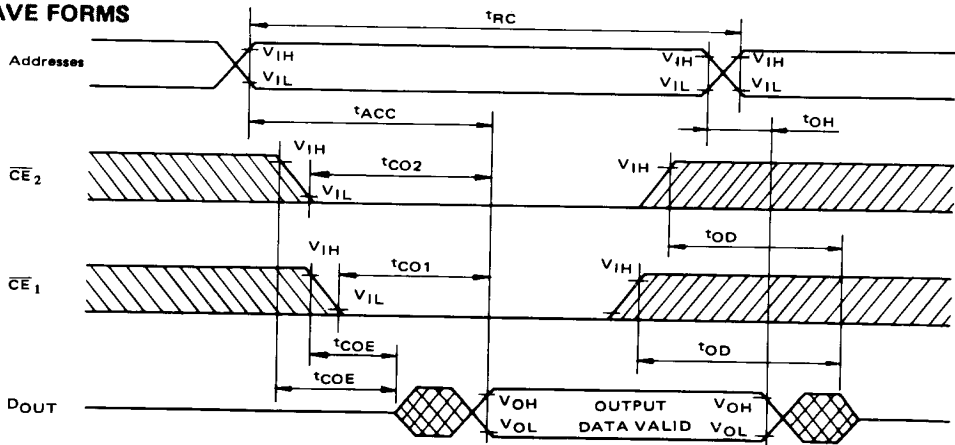 AVE FORMS
tRC
Addresses
VIH
VIH
VIH
VIL
VIL
VIL
tACC
tOH
CE2
VIH
tCO2
VIH
VIL
tOD
CE1
VIH
tCO1
VIH
VIL
tCOE
tOD
tCOE
DOUT
VOH OUTPUT VOH
VOL DATA VALID VOL